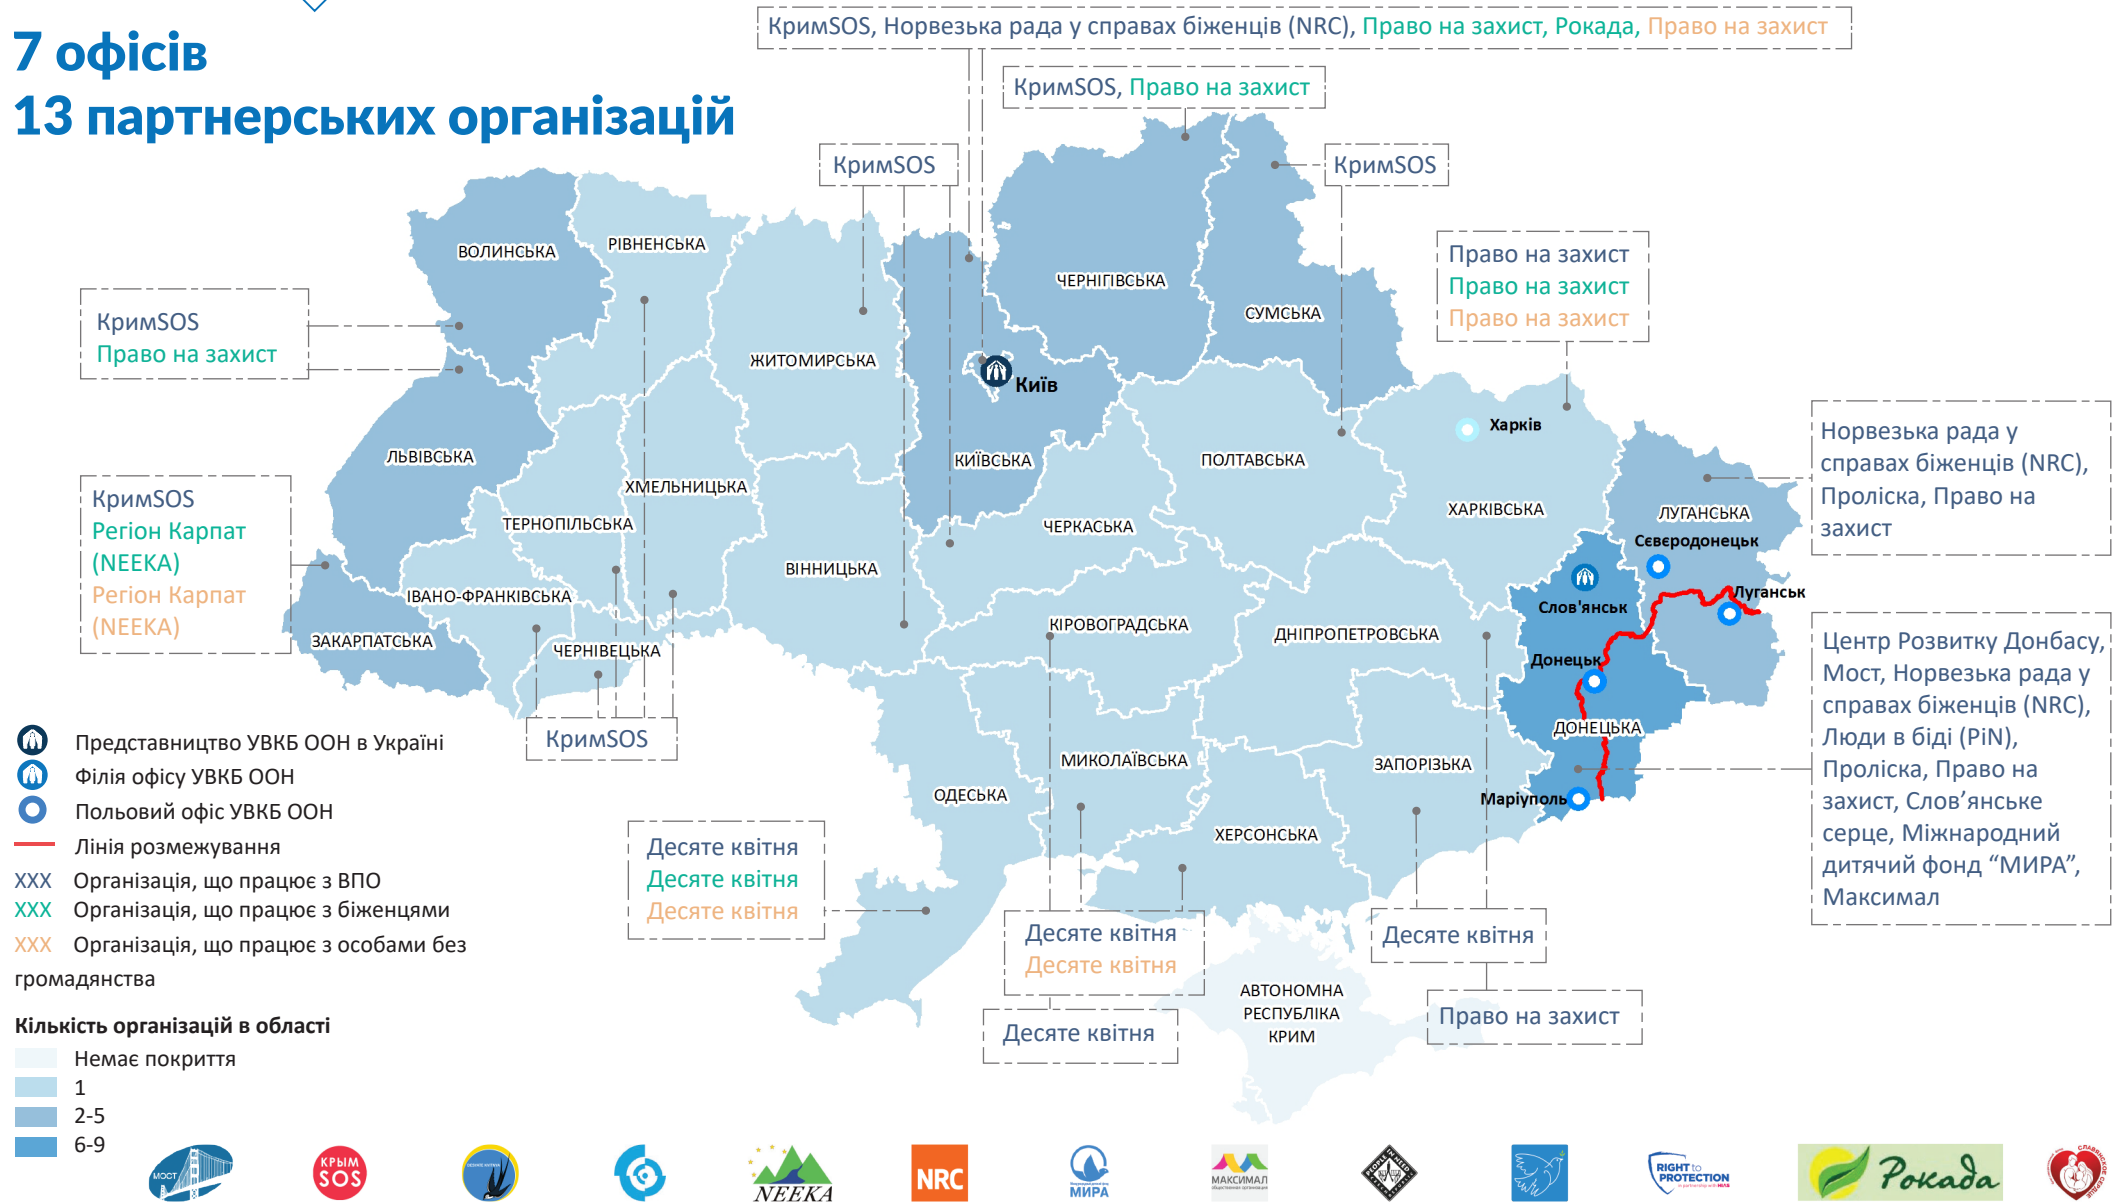 7 офісів
13 партнерських організацій
КримSOS, Норвезька рада у справах біженців (NRC), Право на захист, Рокада, Право на захист
КримSOS, Право на захист
КримSOS
КримSOS
Право на захист
Право на захист
Право на захист
КримSOS
Право на захист
КримSOS
Регіон Карпат
(NEEKA)
Регіон Карпат
(NEEKA)
Норвезька рада у
справах біженців (NRC),
Проліска, Право на
захист
Центр Розвитку Донбасу,
Мост, Норвезька рада у
справах біженців (NRC),
Люди в біді (PiN),
Проліска, Право на
захист, Слов’янське
серце, Міжнародний
дитячий фонд “МИРА”,
Максимал
ВОЛИНСЬКА
РІВНЕНСЬКА
ЖИТОМИРСЬКА
ЧЕРНІГІВСЬКА
СУМСЬКА
Київ
КИЇВСЬКА
ЛЬВІВСЬКА
ТЕРНОПІЛЬСЬКА
ХМЕЛЬНИЦЬКА
ВІННИЦЬКА
ЧЕРКАСЬКА
ПОЛТАВСЬКА
Харків
ХАРКІВСЬКА
ЛУГАНСЬКА
Сєвєродонецьк
Луганськ
Слов'янськ
Донецьк
ДОНЕЦЬКА
Маріуполь
ІВАНО-ФРАНКІВСЬКА
ЗАКАРПАТСЬКА
ЧЕРНІВЕЦЬКА
КІРОВОГРАДСЬКА
ДНІПРОПЕТРОВСЬКА
ОДЕСЬКА
МИКОЛАЇВСЬКА
ЗАПОРІЗЬКА
ХЕРСОНСЬКА
АВТОНОМНА
РЕСПУБЛІКА
КРИМ
КримSOS
Десяте квітня
Десяте квітня
Десяте квітня
Десяте квітня
Десяте квітня
Десяте квітня
Десяте квітня
Право на захист
Представництво УВКБ ООН в Україні
Філія офісу УВКБ ООН
Польовий офіс УВКБ ООН
Лінія розмежування
XXX Організація, що працює з ВПО
XXX Організація, що працює з біженцями
XXX Організація, що працює з особами без
громадянства
Кількість організацій в області
Немає покриття
1
2-5
6-9
МОСТ
КРЫМ
SOS
NEEKA
NRC
МИРА
МАКСИМАЛ
PEOPLE IN NEED
RIGHT to
PROTECTION
Рокада